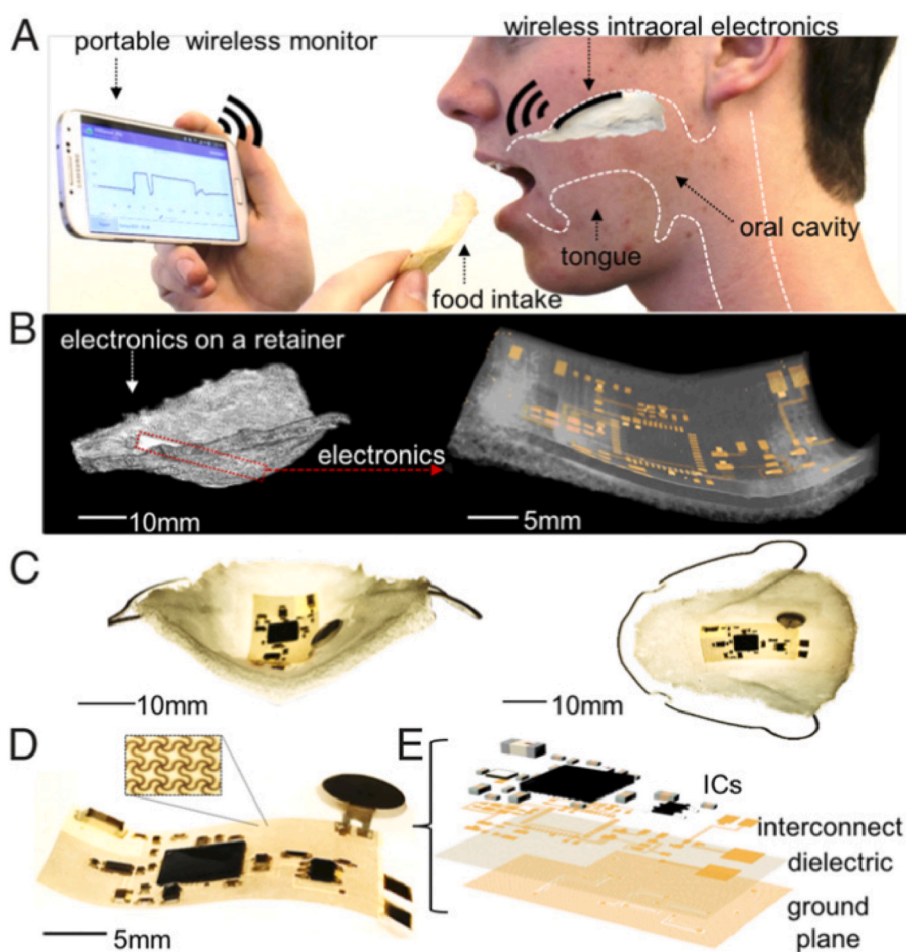 A
portable wireless monitor
wireless intraoral electronics
oral cavity
tongue
food intake
B
electronics on a retainer
electronics
10mm
5mm
C
10mm
10mm
D
5mm
E
ICs
interconnect
dielectric
ground
plane